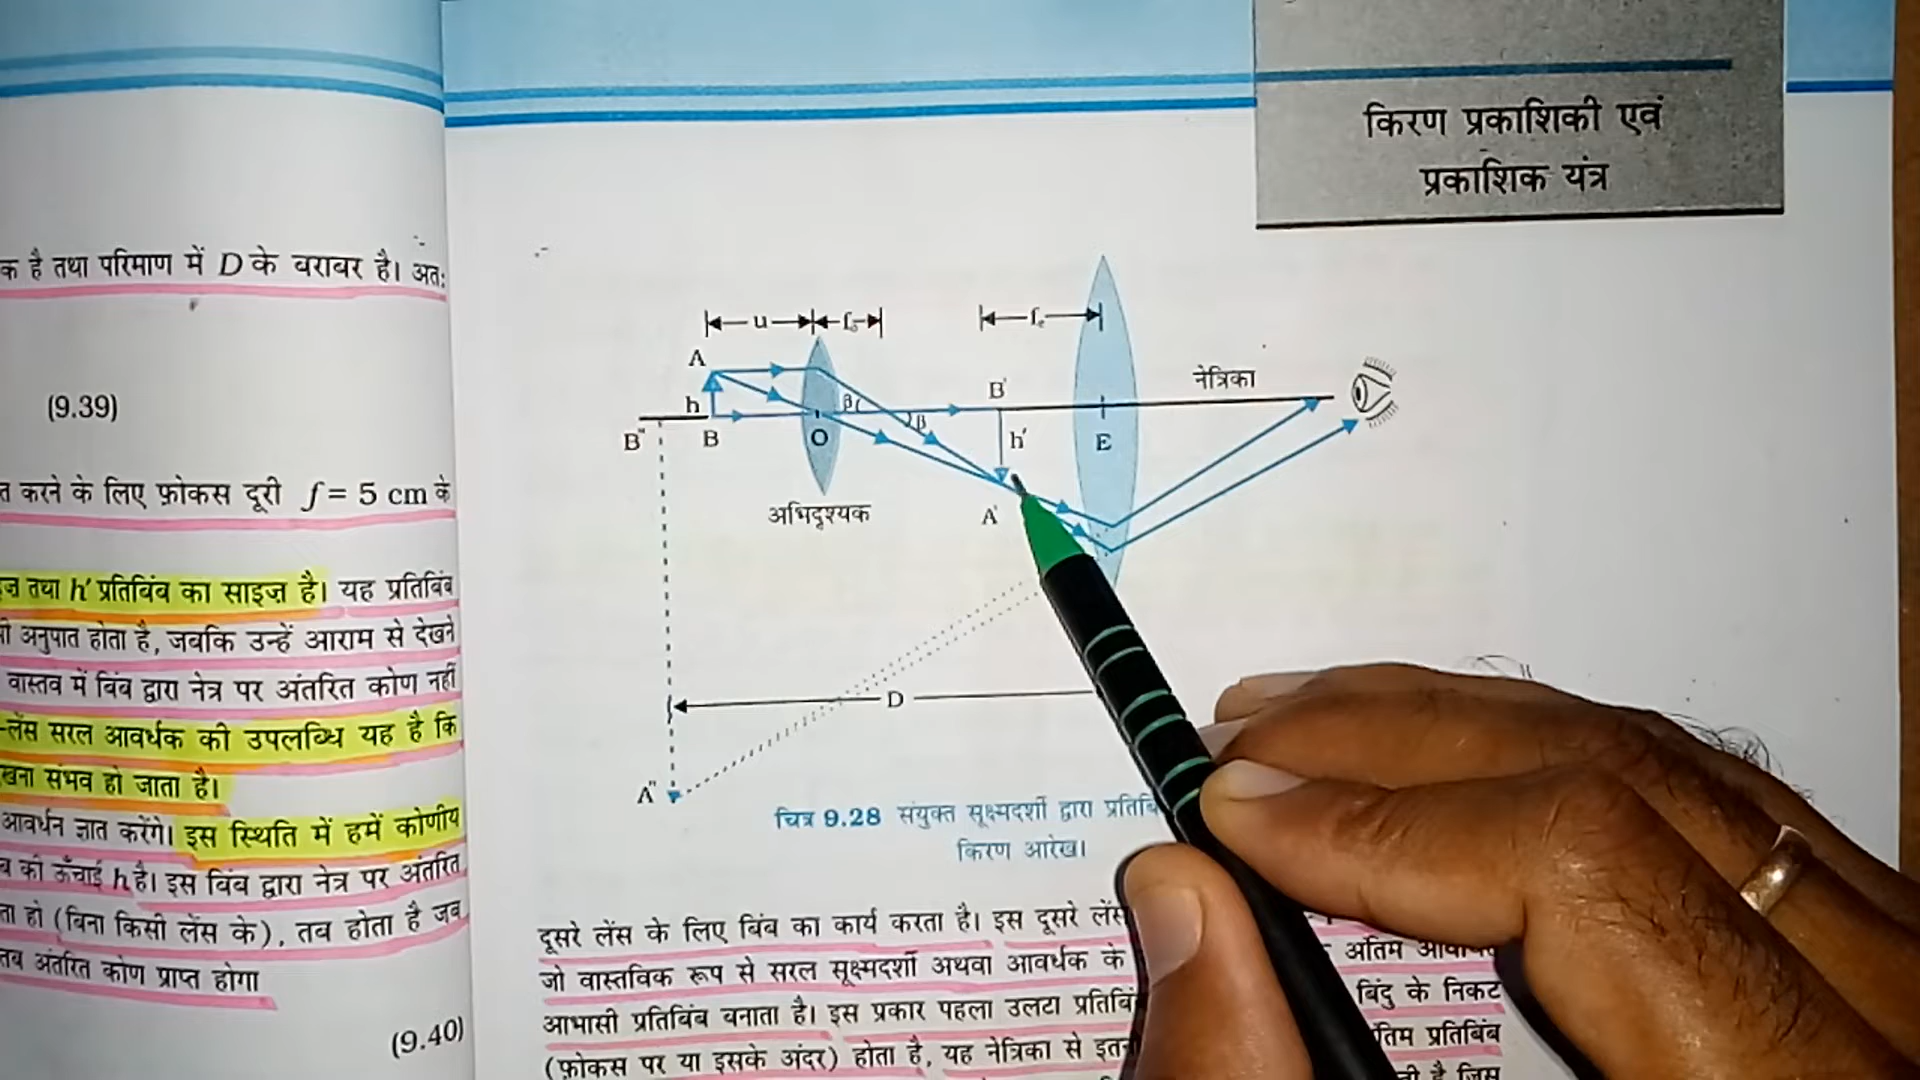 किरण प्रकाशिकी एवं
प्रकाशिक यंत्र
क है तथा परिमाण में D के बराबर है। अत:
(9.39)
त करने के लिए फ़ोकस दूरी f = 5 cm के
तथा h′ प्रतिबिंब का साइज़ है। यह प्रतिबिंब
अनुपात होता है, जबकि उन्हें आराम से देखने
वास्तव में बिंब द्वारा नेत्र पर अंतरित कोण नहीं
-लेंस सरल आवर्धक की उपलब्धि यह है कि
खना संभव हो जाता है।
आवर्धन ज्ञात करेंगे। इस स्थिति में हमें कोणीय
की ऊँचाई h है। इस बिंब द्वारा नेत्र पर अंतरित
ता हो (बिना किसी लेंस के), तब होता है जब
तब अंतरित कोण प्राप्त होगा
(9.40)
u fₒ fₑ
A
B′ नेत्रिका
h β
β
B″ B O h′ E
अभिदृश्यक A′
D
A″
चित्र 9.28 संयुक्त सूक्ष्मदर्शी द्वारा प्रतिबि
किरण आरेख।
दूसरे लेंस के लिए बिंब का कार्य करता है। इस दूसरे लेंस
जो वास्तविक रूप से सरल सूक्ष्मदर्शी अथवा आवर्धक के अंतिम
आभासी प्रतिबिंब बनाता है। इस प्रकार पहला उलटा प्रतिबिं बिंदु के निकट
(फ़ोकस पर या इसके अंदर) होता है, यह नेत्रिका से इतन तिम प्रतिबिंब
है जिस